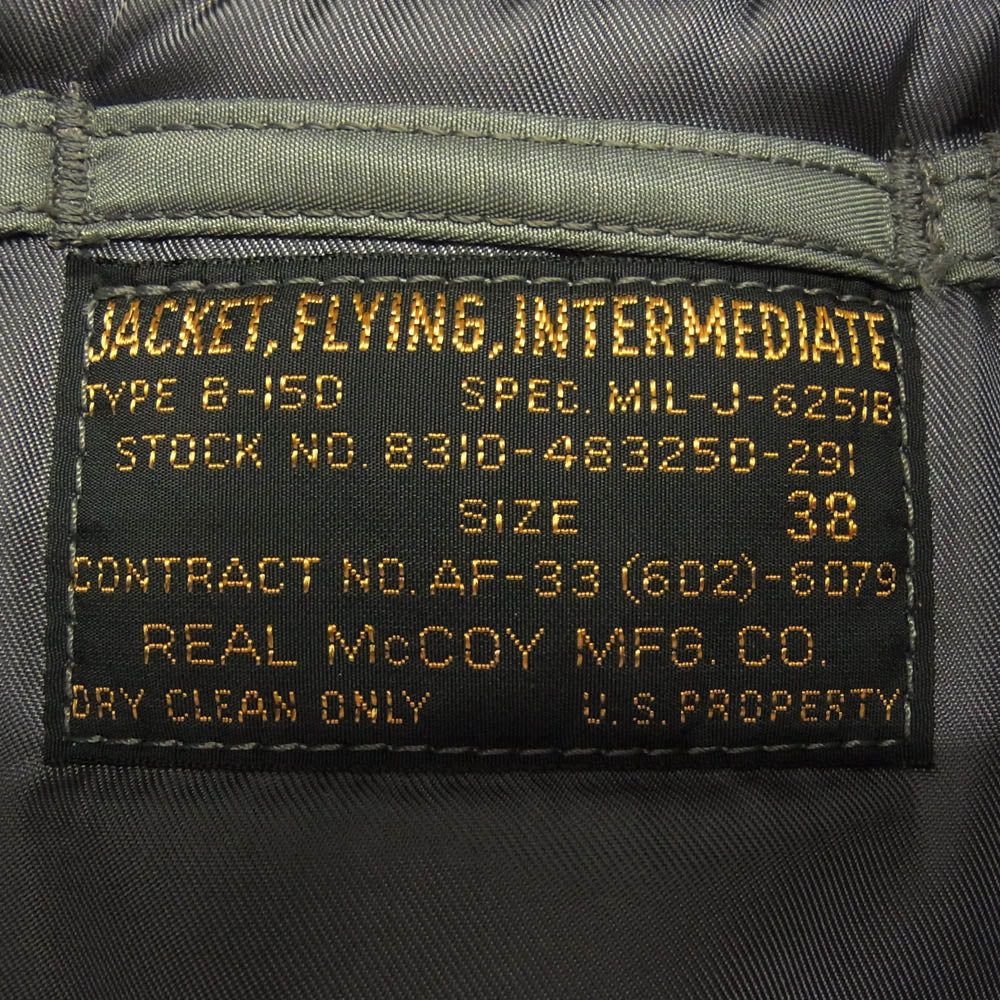 JACKET, FLYING, INTERMEDIATE
TYPE B-15D SPEC. MIL-J-6251B
STOCK NO. 8310-483250-291
SIZE 38
CONTRACT NO. AF-33 (602)-6079
REAL McCOY MFG. CO.
DRY CLEAN ONLY U.S. PROPERTY